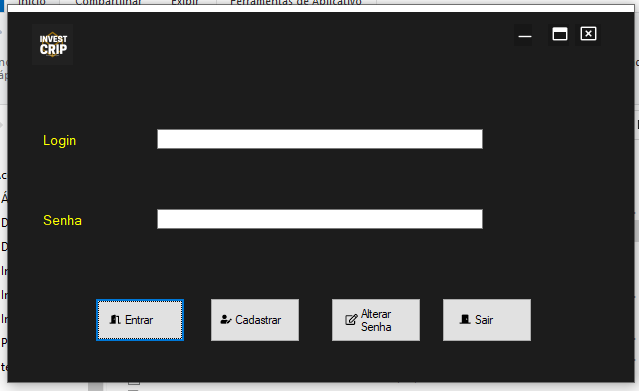 Início Compartilhar Exibir Ferramentas de Aplicativo
INVEST
CRIP
Login
Senha
Entrar
Cadastrar
Alterar
Senha
Sair